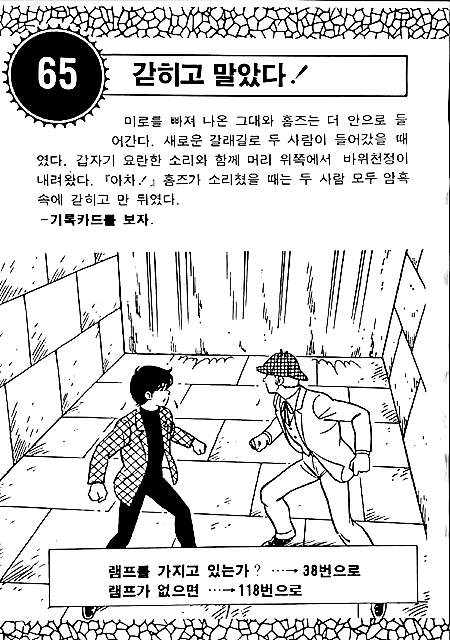 65
갇히고 말았다!
미로를 빠져 나온 그대와 홈즈는 더 안으로 들
어간다. 새로운 갈래길로 두 사람이 들어갔을 때
였다. 갑자기 요란한 소리와 함께 머리 위쪽에서 바위천정이
내려왔다. 『아차!』 홈즈가 소리쳤을 때는 두 사람 모두 암흑
속에 갇히고 만 뒤였다.
-기록카드를 보자.
램프를 가지고 있는가? …→ 38번으로
램프가 없으면 …→118번으로